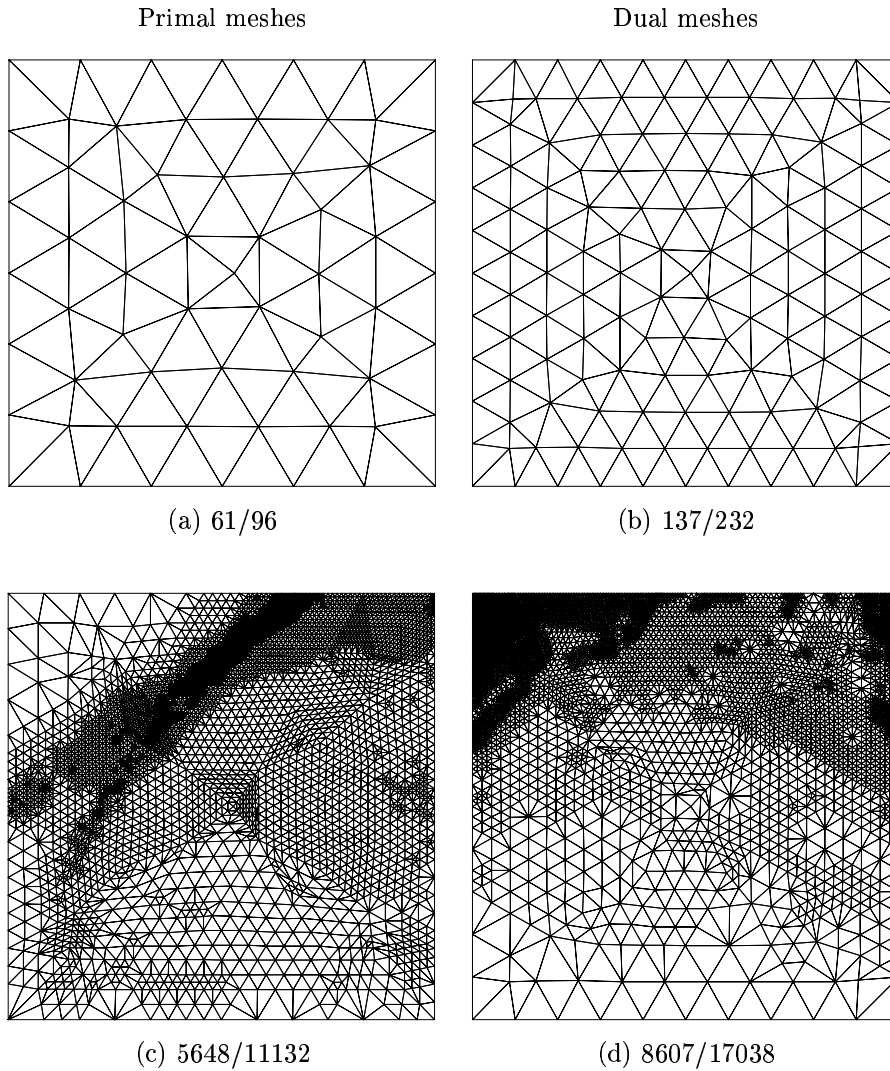 Primal meshes
Dual meshes
(a) 61/96
(b) 137/232
(c) 5648/11132
(d) 8607/17038